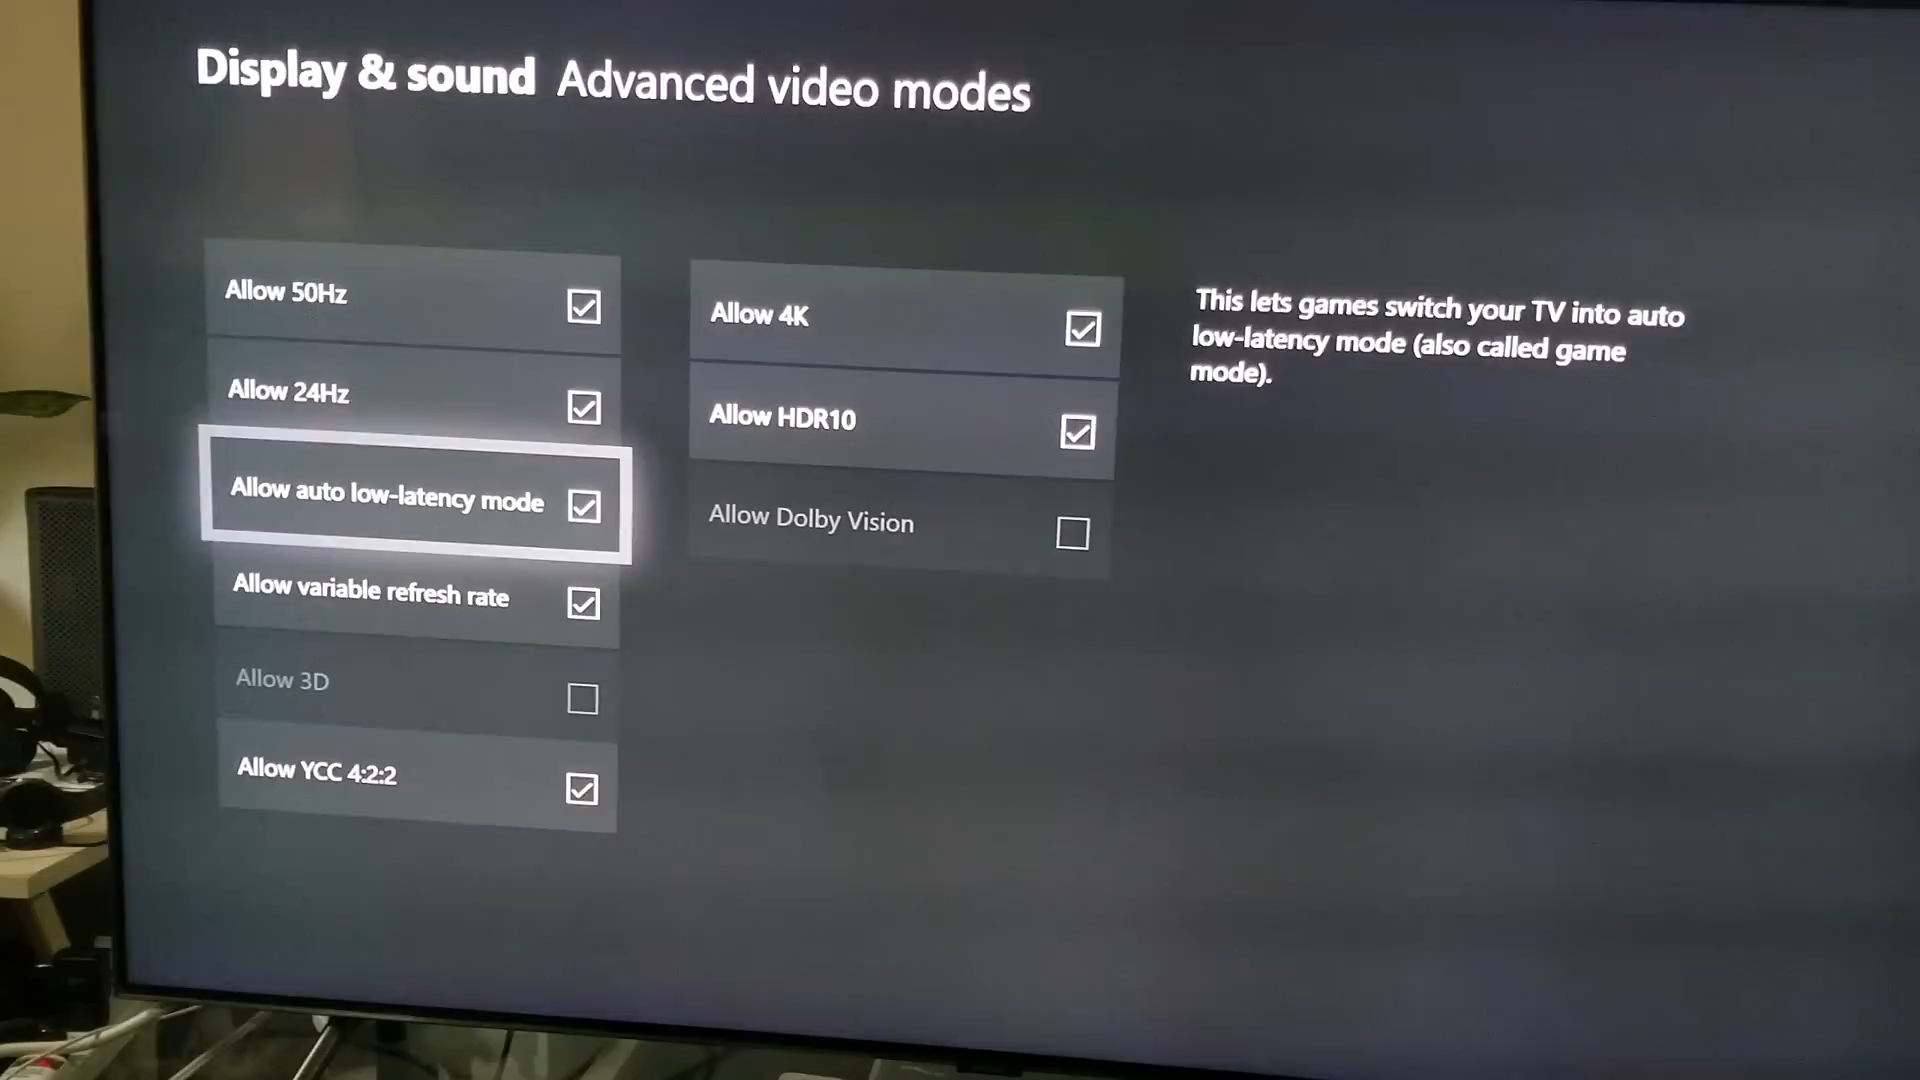 Display & sound Advanced video modes
Allow 50Hz
Allow 24Hz
Allow auto low-latency mode
Allow variable refresh rate
Allow 3D
Allow YCC 4:2:2
Allow 4K
Allow HDR10
Allow Dolby Vision
This lets games switch your TV into auto
low-latency mode (also called game
mode).